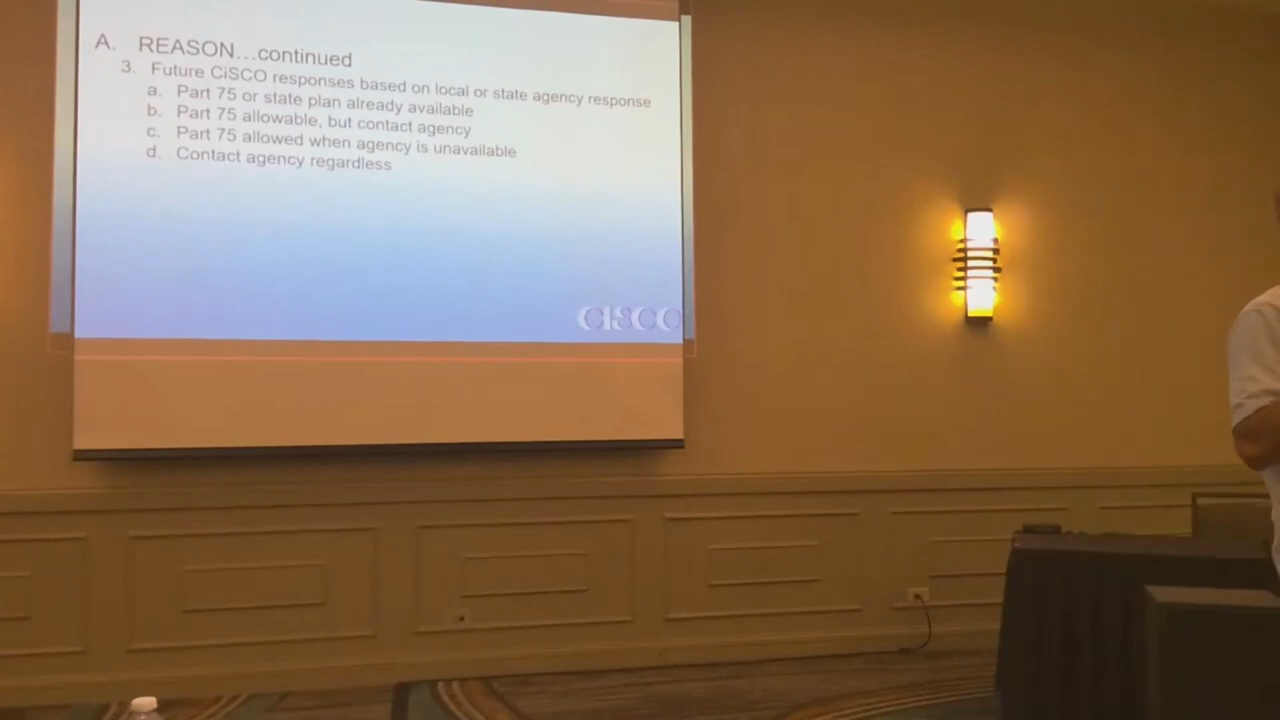 A. REASON...continued
3. Future CiSCO responses based on local or state agency response
a. Part 75 or state plan already available
b. Part 75 allowable, but contact agency
c. Part 75 allowed when agency is unavailable
d. Contact agency regardless
CISCO